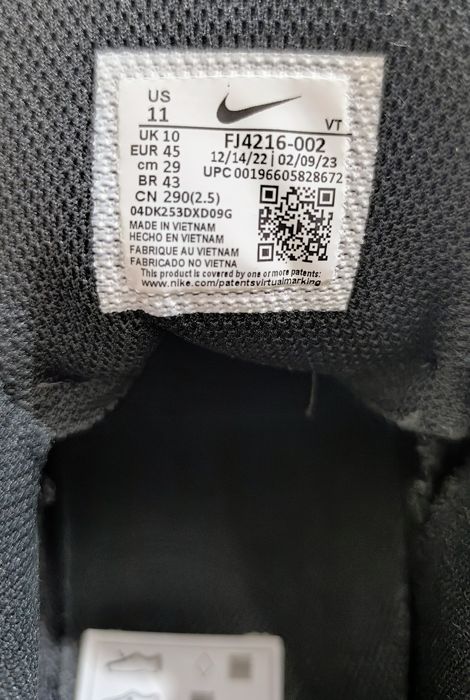 US
11
VT
UK 10
FJ4216-002
EUR 45
12/14/22 | 02/09/23
cm 29
UPC 00196605828672
BR 43
CN 290(2.5)
04DK253DXD09G
MADE IN VIETNAM
HECHO EN VIETNAM
FABRIQUE AU VIETNAM
FABRICADO NO VIETNA
This product is covered by one or more patents:
www.nike.com/patentsvirtualmarking